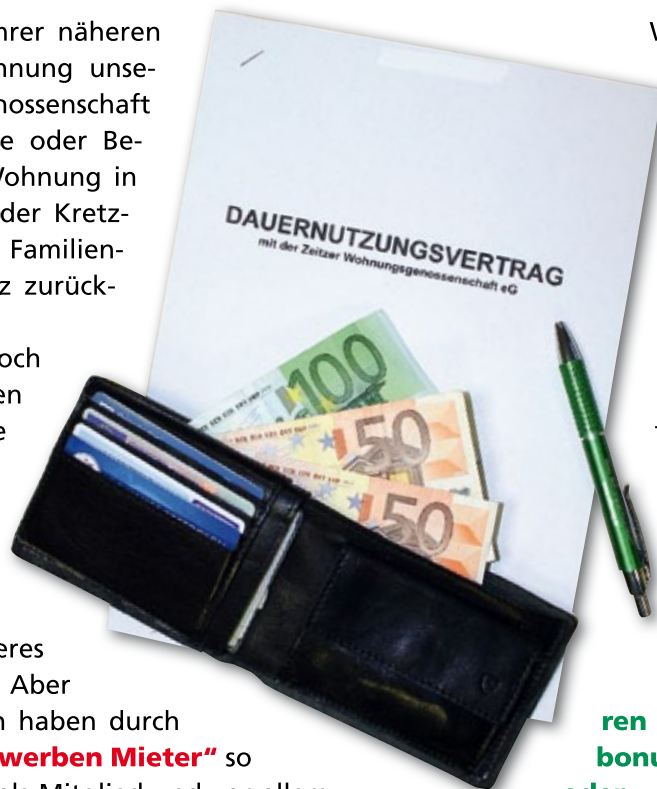 hrer näheren
hnung unse-
nossenschaft
e oder Be-
Wohnung in
der Kretz-
Familien-
z zurück-
och
en
e
eres
Aber
n haben durch
werben Mieter“ so
DAUERNUTZUNGSVERTRAG
mit der Zeitzer Wohnungsgenossenschaft eG
100
50
50
ren
bonu